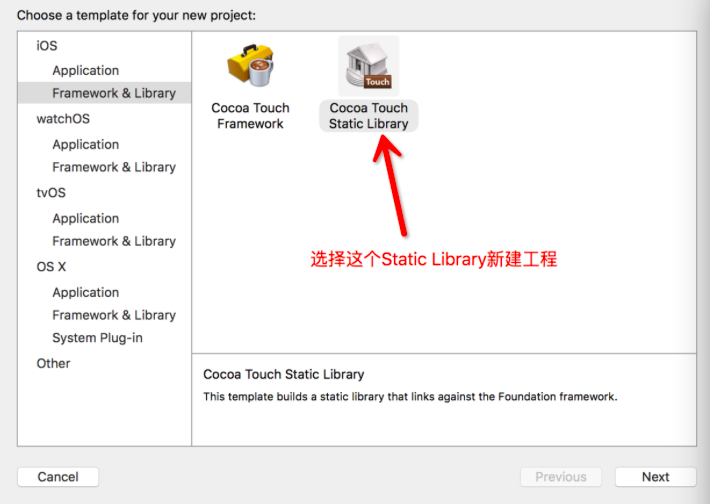 Choose a template for your new project:
iOS
Application
Framework & Library
watchOS
Application
Framework & Library
tvOS
Application
Framework & Library
OS X
Application
Framework & Library
System Plug-in
Other
Cocoa Touch
Framework
Touch
Cocoa Touch
Static Library
选择这个Static Library新建工程
Cocoa Touch Static Library
This template builds a static library that links against the Foundation framework.
Cancel
Previous
Next